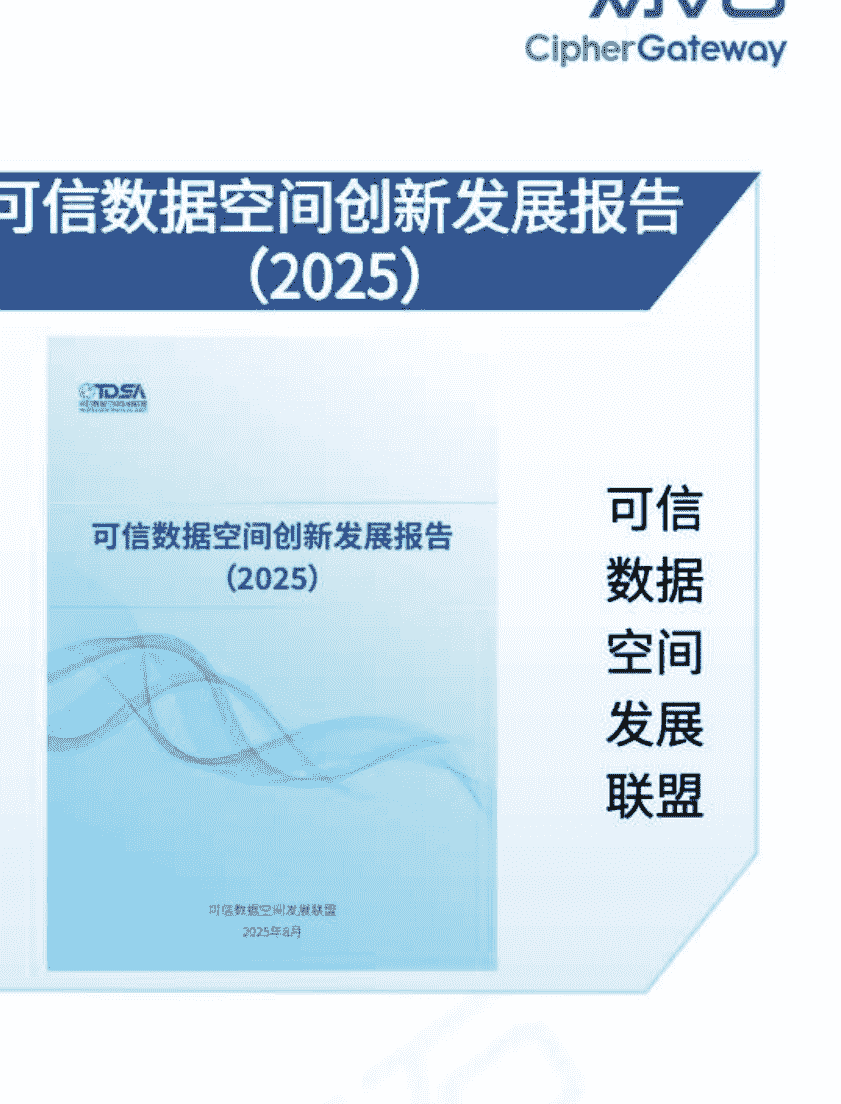 CipherGateway
可信数据空间创新发展报告
（2025）
TDSA
可信数据空间创新发展报告
（2025）
可信
数据
空间
发展
联盟
可信数据空间发展联盟
2025年8月